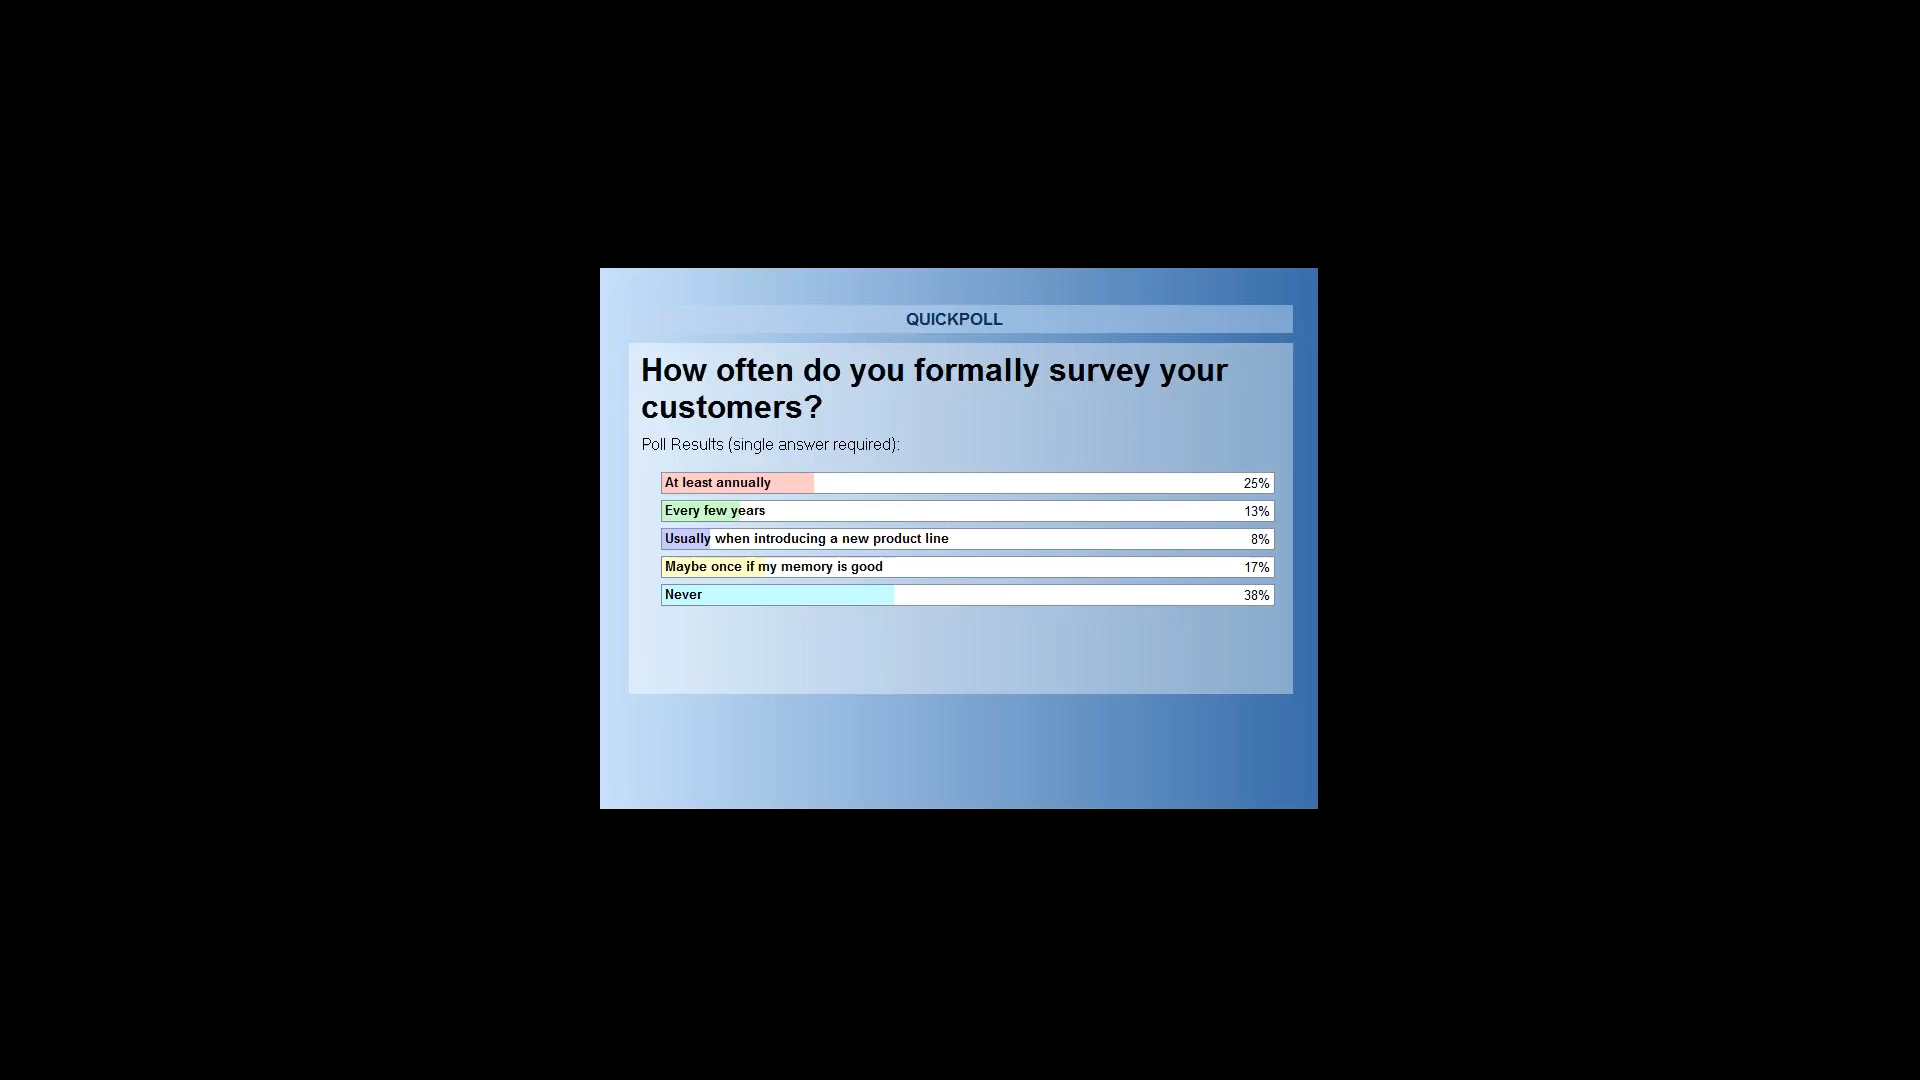 QUICKPOLL
How often do you formally survey your
customers?
Poll Results (single answer required):
At least annually 25%
Every few years 13%
Usually when introducing a new product line 8%
Maybe once if my memory is good 17%
Never 38%